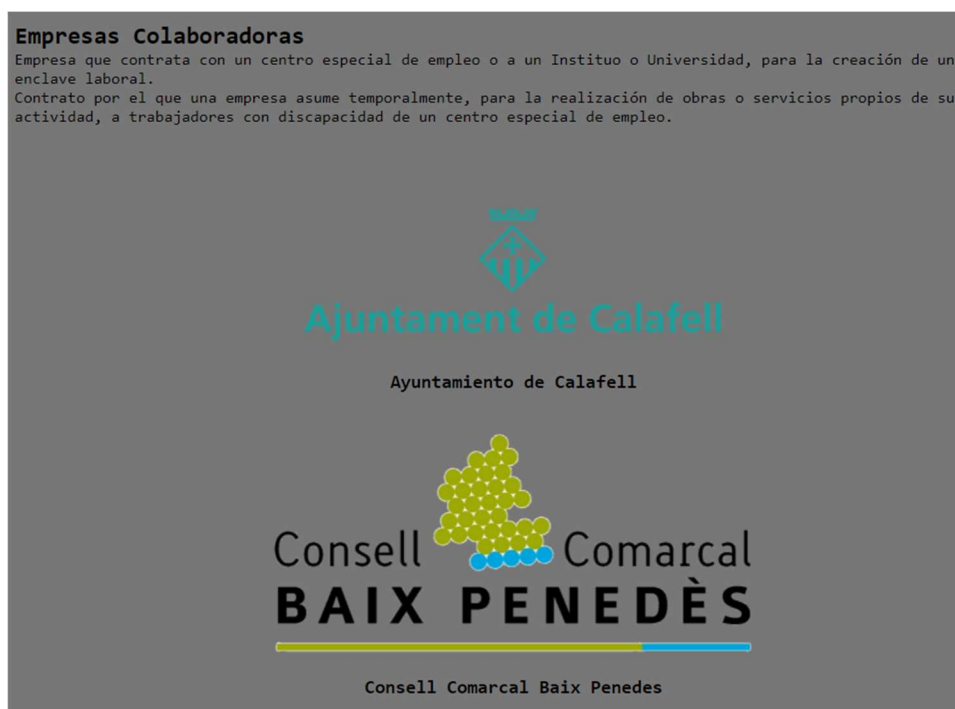 Empresas Colaboradoras
Empresa que contrata con un centro especial de empleo o a un Instituo o Universidad, para la creación de un
enclave laboral.
Contrato por el que una empresa asume temporalmente, para la realización de obras o servicios propios de su
actividad, a trabajadores con discapacidad de un centro especial de empleo.
Ajuntament de Calafell
Ayuntamiento de Calafell
Consell Comarcal
BAIX PENEDÈS
Consell Comarcal Baix Penedes